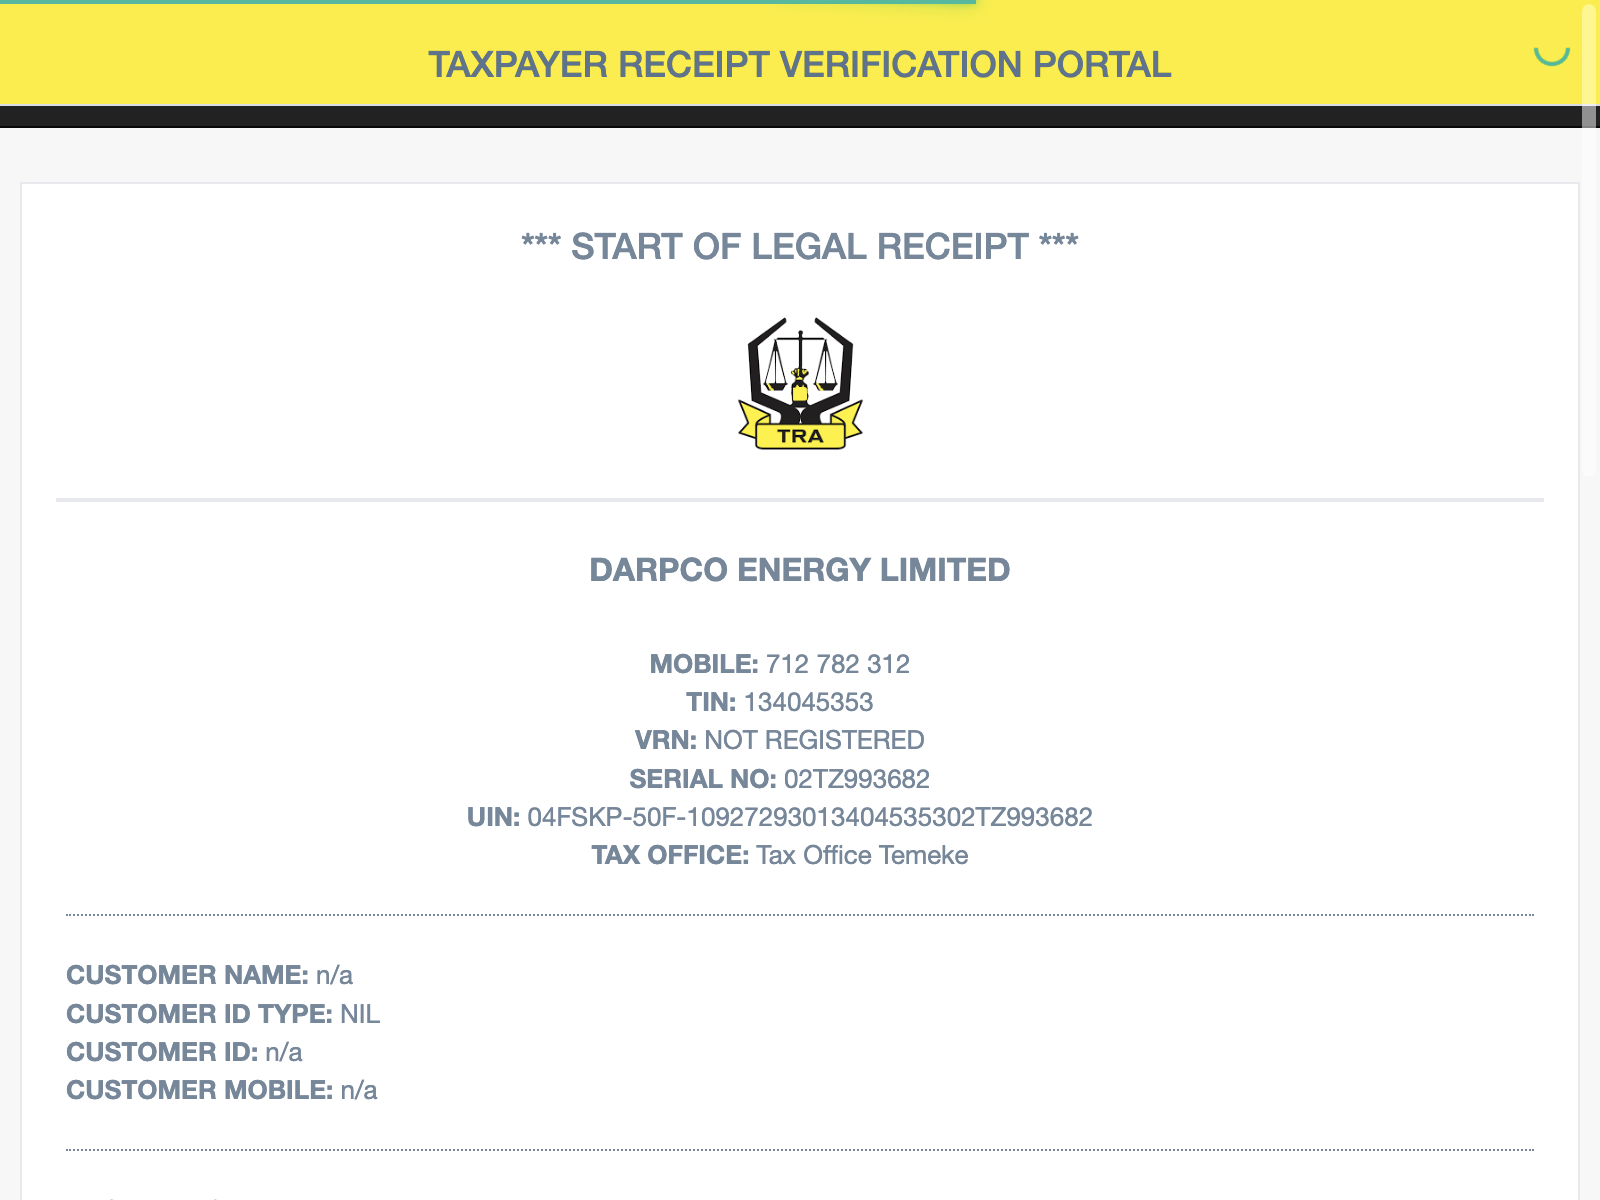 TAXPAYER RECEIPT VERIFICATION PORTAL
*** START OF LEGAL RECEIPT ***
TRA
DARPCO ENERGY LIMITED
MOBILE: 712 782 312
TIN: 134045353
VRN: NOT REGISTERED
SERIAL NO: 02TZ993682
UIN: 04FSKP-50F-10927293013404535302TZ993682
TAX OFFICE: Tax Office Temeke
CUSTOMER NAME: n/a
CUSTOMER ID TYPE: NIL
CUSTOMER ID: n/a
CUSTOMER MOBILE: n/a